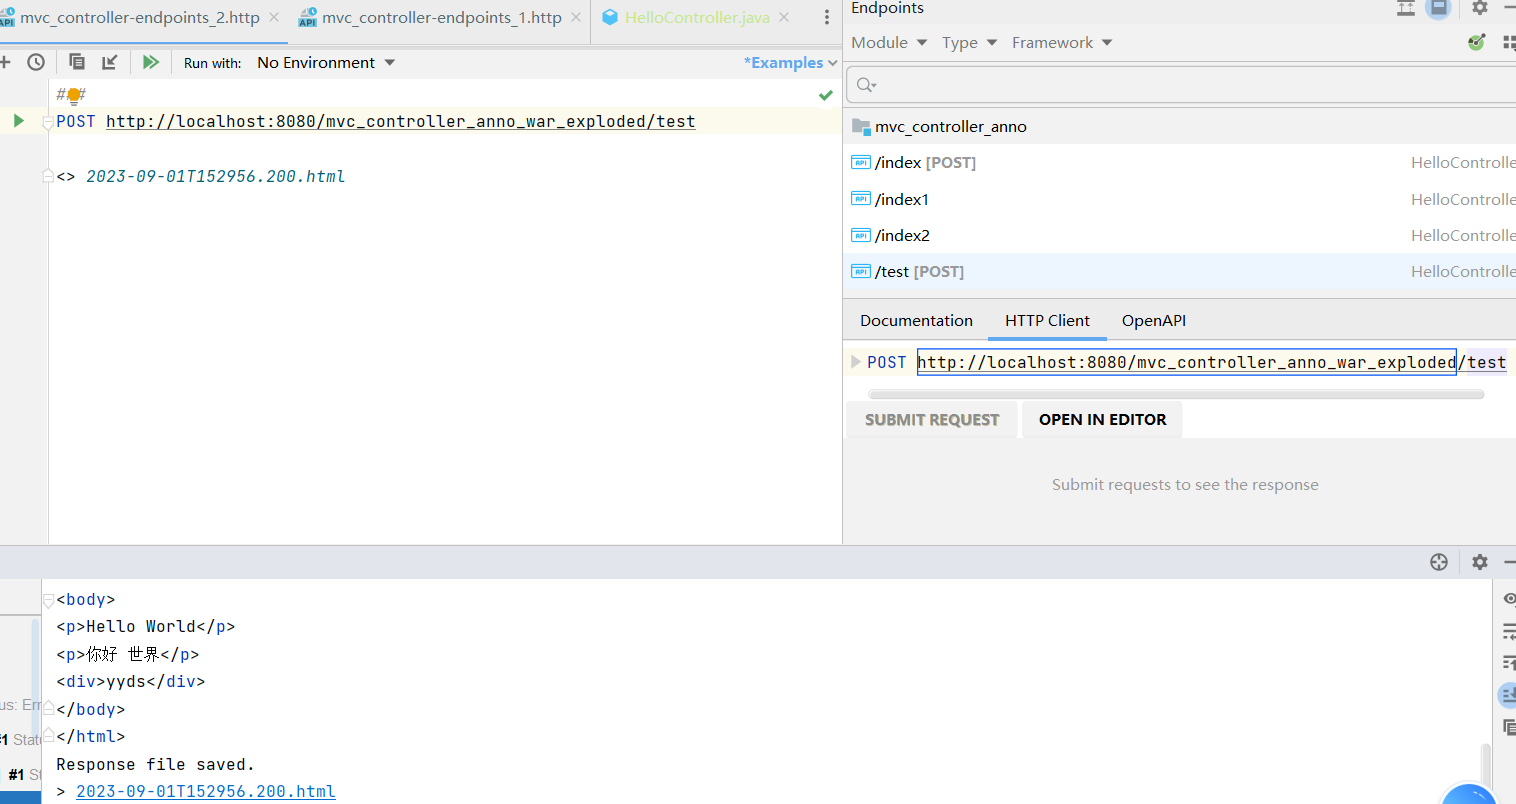 mvc_controller-endpoints_2.http
mvc_controller-endpoints_1.http
HelloController.java
Run with:
No Environment
*Examples
###
POST http://localhost:8080/mvc_controller_anno_war_exploded/test
<> 2023-09-01T152956.200.html
Endpoints
Module
Type
Framework
mvc_controller_anno
/index [POST]
HelloControlle
/index1
HelloControlle
/index2
HelloControlle
/test [POST]
HelloControlle
Documentation
HTTP Client
OpenAPI
POST http://localhost:8080/mvc_controller_anno_war_exploded/test
SUBMIT REQUEST
OPEN IN EDITOR
Submit requests to see the response
<body>
<p>Hello World</p>
<p>你好 世界</p>
<div>yyds</div>
</body>
</html>
Response file saved.
> 2023-09-01T152956.200.html
us: Err
#1 Statu
#1 St